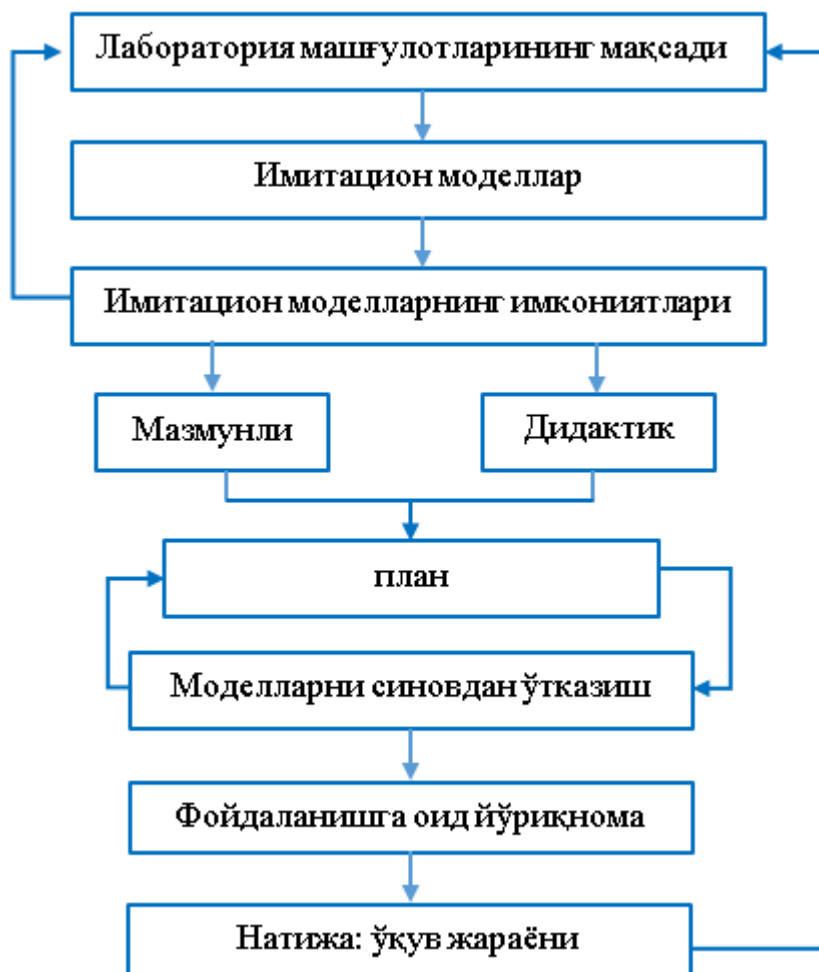 Лаборатория машғулотларининг мақсади
Имитацион моделлар
Имитацион моделларнинг имкониятлари
Мазмунли
Дидактик
план
Моделларни синовдан ўтказиш
Фойдаланишга оид йўриқнома
Натижа: ўқув жараёни